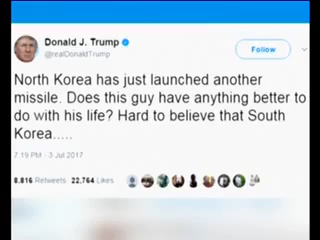 Donald J. Trump
@realDonaldTrump
Follow
North Korea has just launched another
missile. Does this guy have anything better to
do with his life? Hard to believe that South
Korea.....
7:19 PM - 3 Jul 2017
8,816 Retweets 22,764 Likes